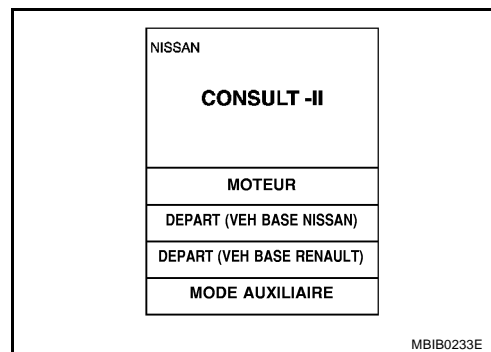 NISSAN
CONSULT -II
MOTEUR
DEPART (VEH BASE NISSAN)
DEPART (VEH BASE RENAULT)
MODE AUXILIAIRE
MBIB0233E